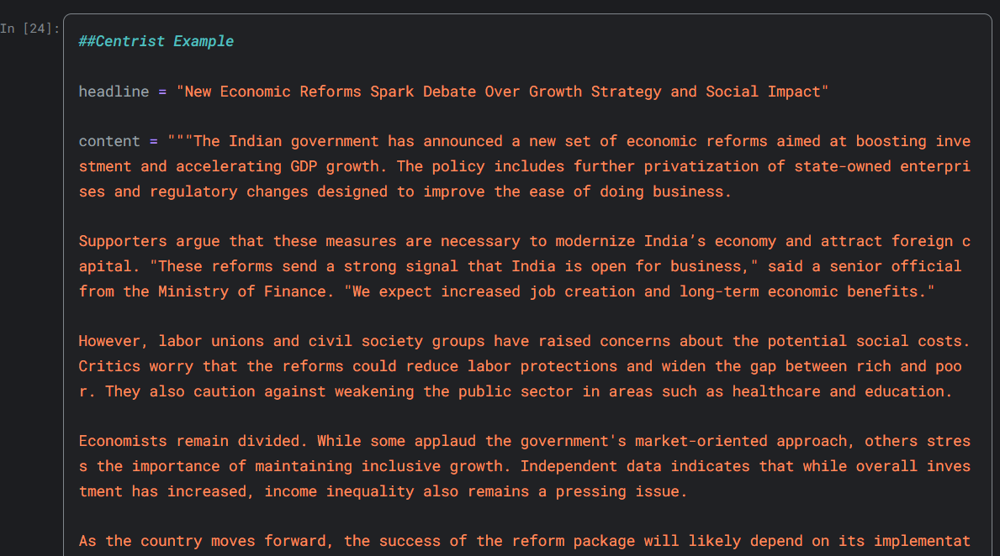 In [24]:
##Centrist Example
headline = "New Economic Reforms Spark Debate Over Growth Strategy and Social Impact"
content = """The Indian government has announced a new set of economic reforms aimed at boosting inve
stment and accelerating GDP growth. The policy includes further privatization of state-owned enterpri
ses and regulatory changes designed to improve the ease of doing business.
Supporters argue that these measures are necessary to modernize India’s economy and attract foreign c
apital. "These reforms send a strong signal that India is open for business," said a senior official
from the Ministry of Finance. "We expect increased job creation and long-term economic benefits."
However, labor unions and civil society groups have raised concerns about the potential social costs.
Critics worry that the reforms could reduce labor protections and widen the gap between rich and poo
r. They also caution against weakening the public sector in areas such as healthcare and education.
Economists remain divided. While some applaud the government's market-oriented approach, others stres
s the importance of maintaining inclusive growth. Independent data indicates that while overall inves
tment has increased, income inequality also remains a pressing issue.
As the country moves forward, the success of the reform package will likely depend on its implementat